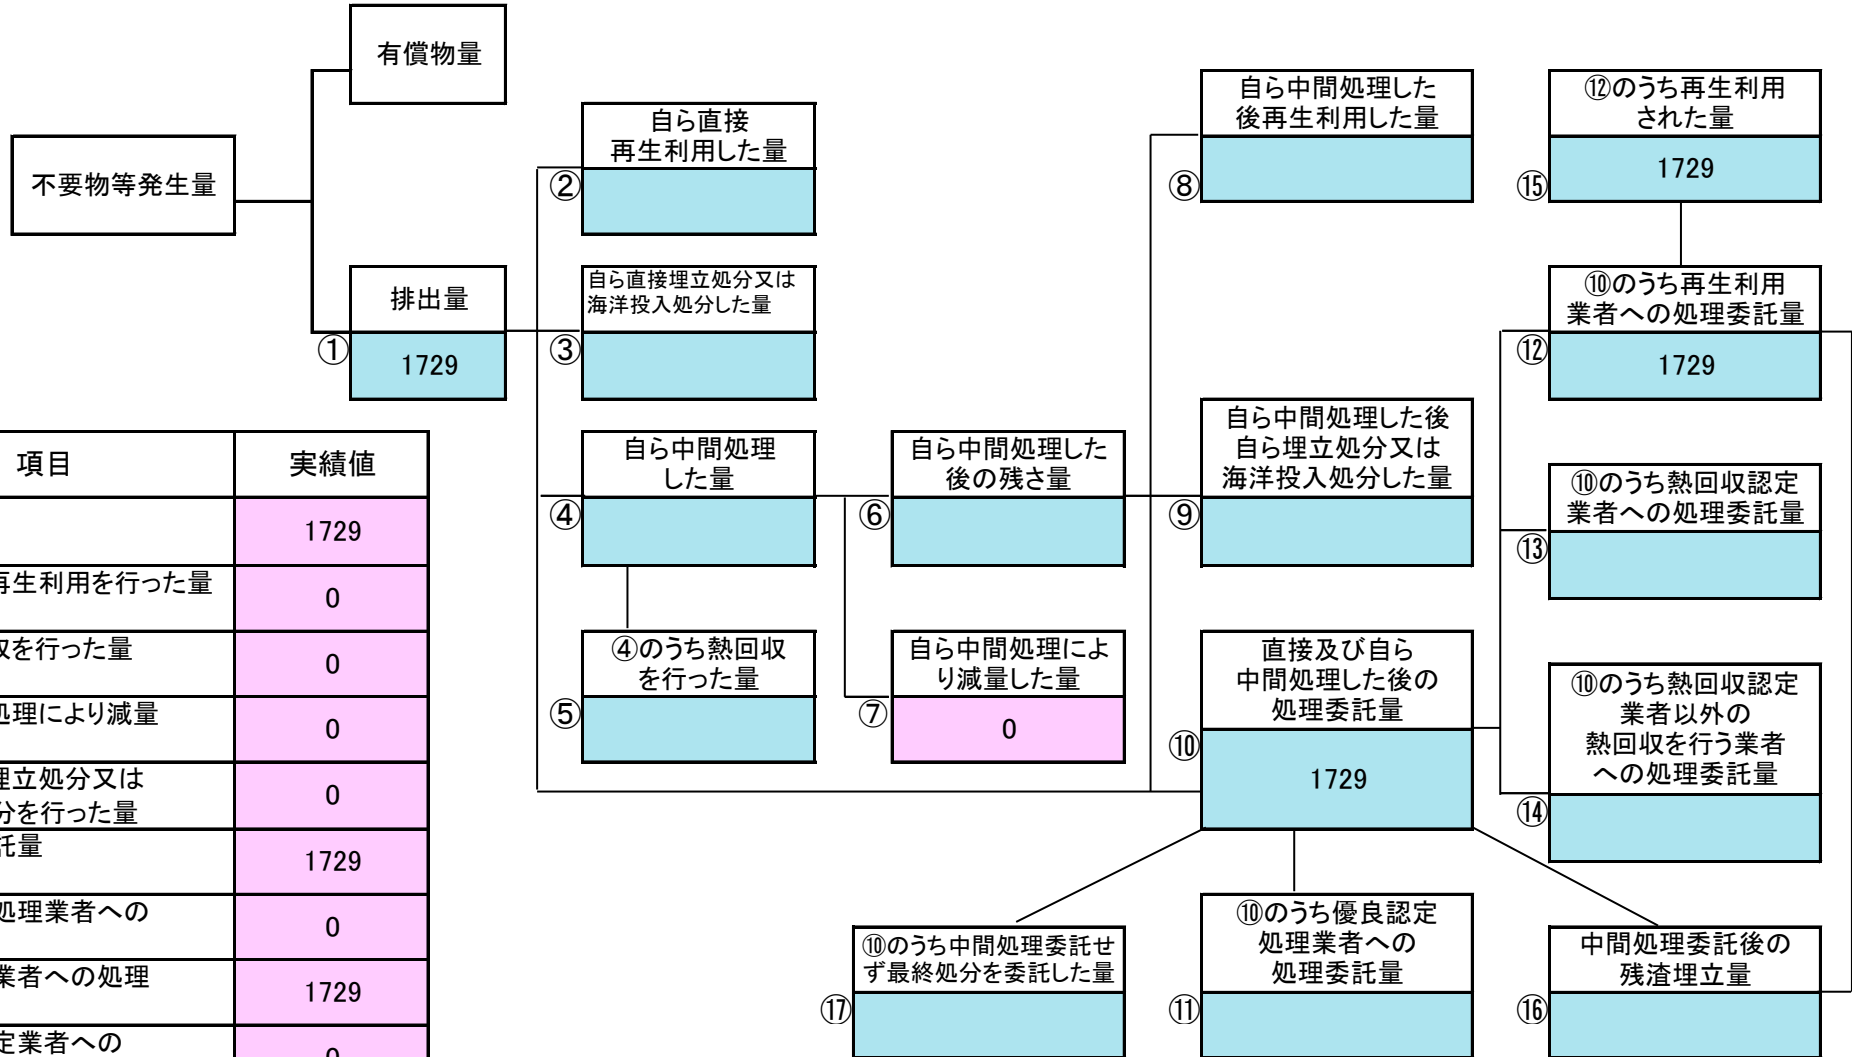 有償物量
不要物等発生量
排出量
①
1729
自ら直接
再生利用した量
②
自ら直接埋立処分又は
海洋投入処分した量
③
自ら中間処理
した量
④
④のうち熱回収
を行った量
⑤
自ら中間処理した
後の残さ量
⑥
自ら中間処理によ
り減量した量
⑦
0
自ら中間処理した
後再生利用した量
⑧
自ら中間処理した後
自ら埋立処分又は
海洋投入処分した量
⑨
直接及び自ら
中間処理した後の
処理委託量
⑩
1729
⑫のうち再生利用
された量
⑮
1729
⑩のうち再生利用
業者への処理委託量
⑫
1729
⑩のうち熱回収認定
業者への処理委託量
⑬
⑩のうち熱回収認定
業者以外の
熱回収を行う業者
への処理委託量
⑭
⑩のうち中間処理委託せ
ず最終処分を委託した量
⑰
⑩のうち優良認定
処理業者への
処理委託量
⑪
中間処理委託後の
残渣埋立量
⑯
項目 実績値
1729
再生利用を行った量 0
を行った量 0
処理により減量 0
埋立処分又は
を行った量 0
託量 1729
処理業者への 0
業者への処理 1729
定業者への 0